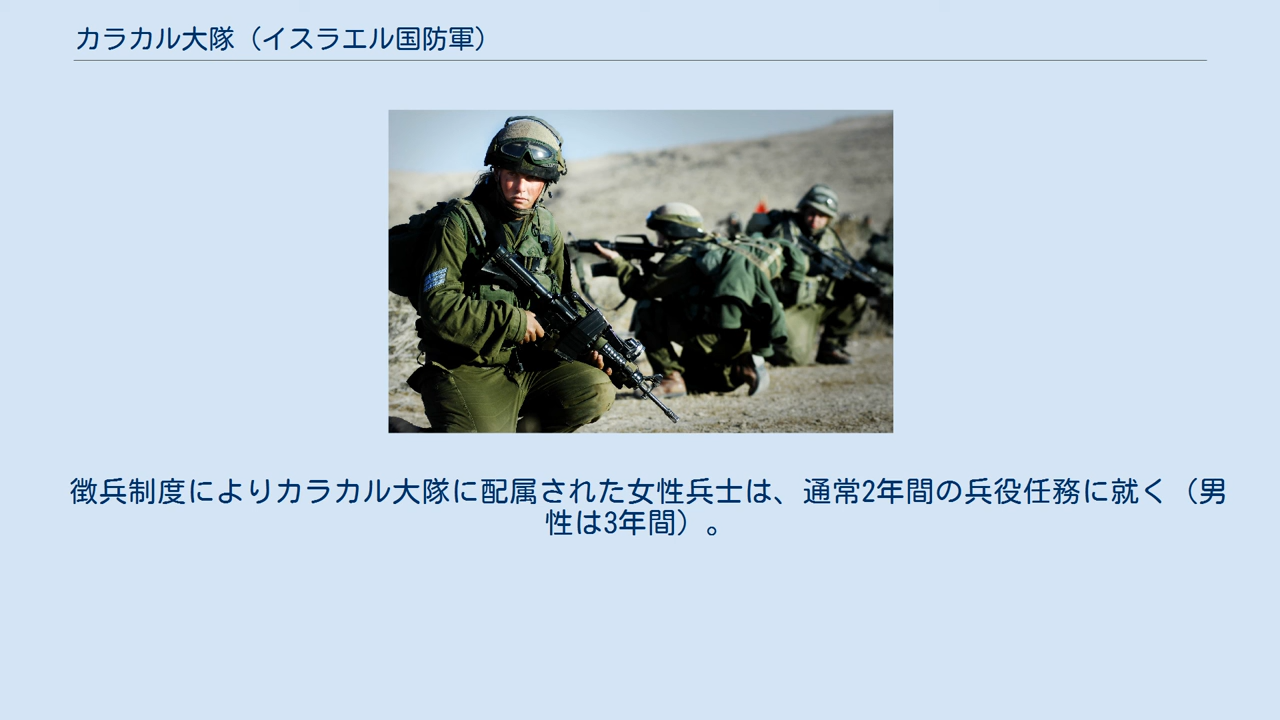 カラカル大隊（イスラエル国防軍）
徴兵制度によりカラカル大隊に配属された女性兵士は、通常2年間の兵役任務に就く（男
性は3年間）。